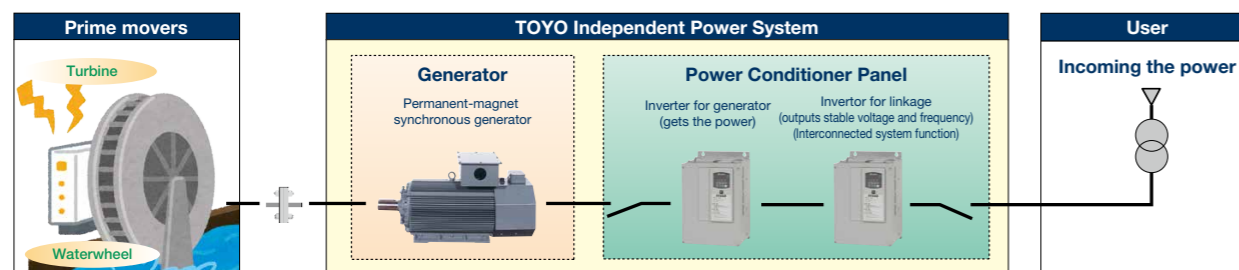 Prime movers
Turbine
Waterwheel
TOYO Independent Power System
Generator
Permanent-magnet
synchronous generator
Power Conditioner Panel
Inverter for generator
(gets the power)
Invertor for linkage
(outputs stable voltage and frequency)
(Interconnected system function)
User
Incoming the power